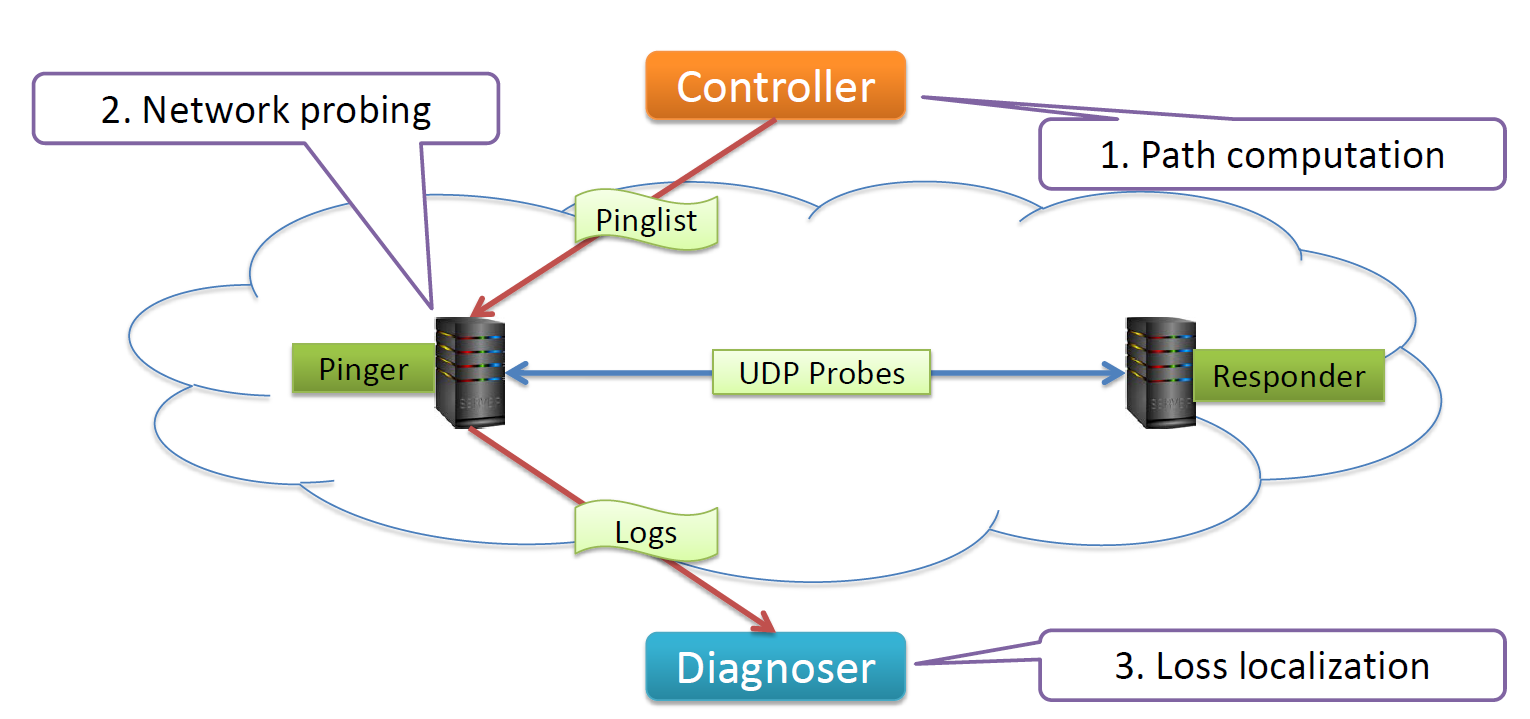 Controller
2. Network probing
1. Path computation
Pinglist
Pinger
UDP Probes
Responder
Logs
Diagnoser
3. Loss localization